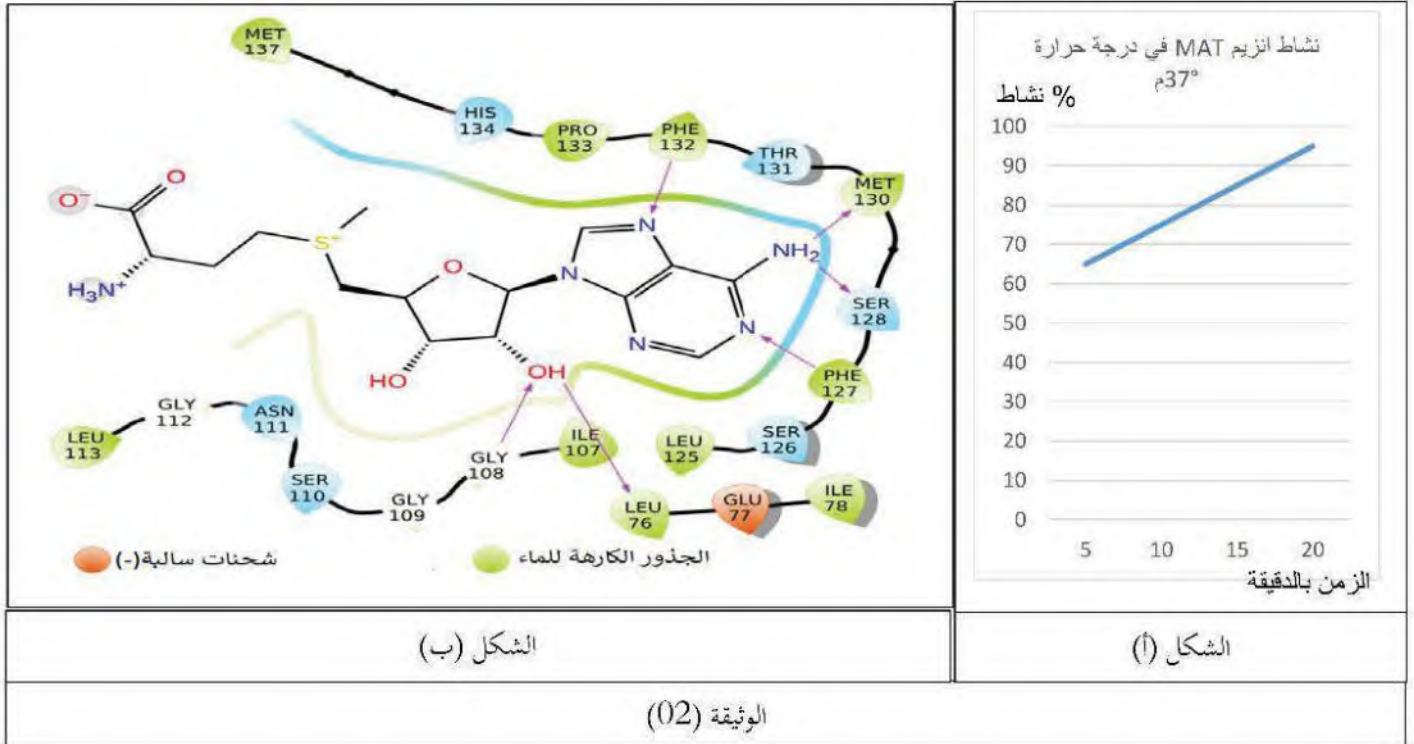 نشاط انزيم MAT في درجة حرارة
37°م
% نشاط
100
90
80
70
60
50
40
30
20
10
0
5 10 15 20
الزمن بالدقيقة
الشكل (أ)
MET
137
HIS
134
PRO
133
PHE
132
THR
131
MET
130
SER
128
PHE
127
SER
126
LEU
125
ILE
78
GLU
77
LEU
76
ILE
107
GLY
108
GLY
109
SER
110
ASN
111
GLY
112
LEU
113
O⁻
O
H₃N⁺
S⁺
O
HO
OH
N
N
N
N
NH₂
الجذور الكارهة للماء
شحنات سالبة(-)
الشكل (ب)
الوثيقة (02)